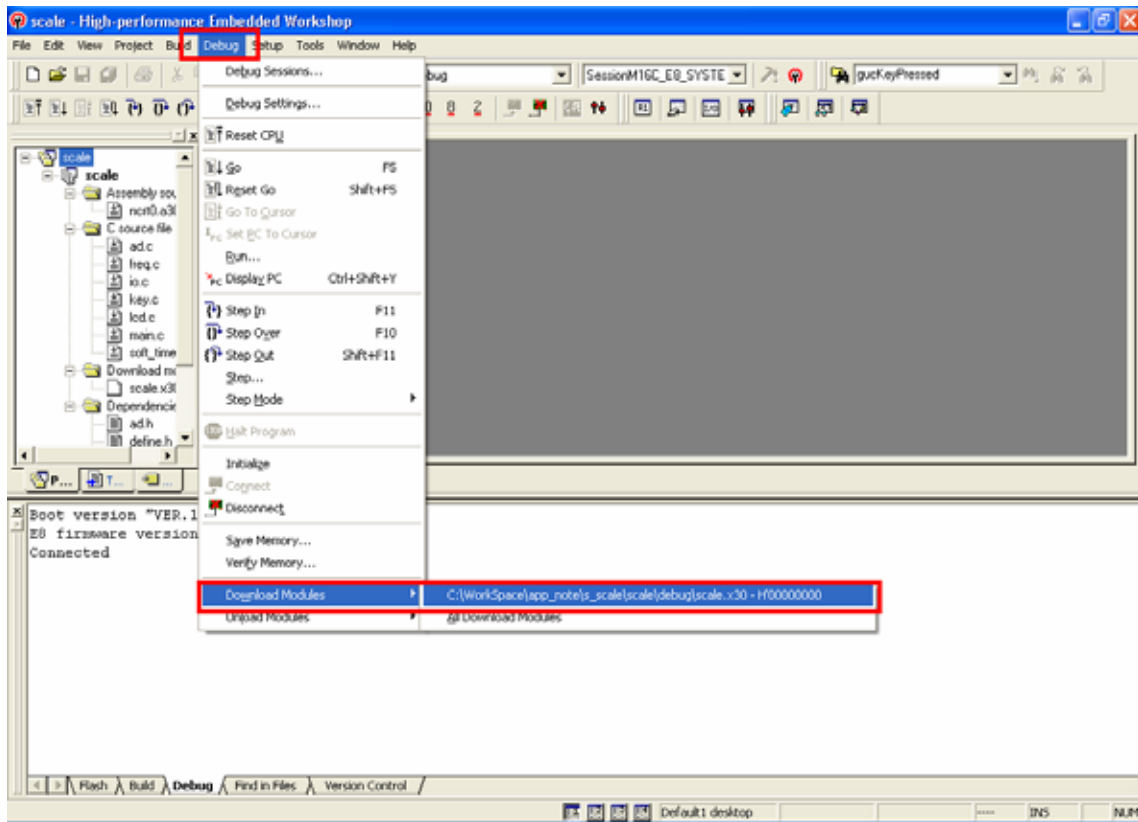 scale - High-performance Embedded Workshop
File Edit View Project Build Debug Setup Tools Window Help
SessionM16C_E8_SYSTE
gucKeyPressed
Debug Sessions...
Debug Settings...
Reset CPU
Go F5
Reset Go Shift+F5
Go To Cursor
Set PC To Cursor
Run...
Display PC Ctrl+Shift+Y
Step In F11
Step Over F10
Step Out Shift+F11
Step...
Step Mode
Halt Program
Initialize
Connect
Disconnect
Save Memory...
Verify Memory...
Download Modules C:\WorkSpace\app_note\s_scale\scale\debug\scale.x30 - H'00000000
Unload Modules All Download Modules
scale
scale
Assembly sou
ncrt0.a30
C source file
ad.c
freq.c
io.c
key.c
lcd.c
main.c
soft_time
Download mo
scale.x30
Dependencie
ad.h
define.h
P... T...
Boot version "VER.1
E8 firmware version
Connected
Flash Build Debug Find in Files Version Control
Default1 desktop INS NUM